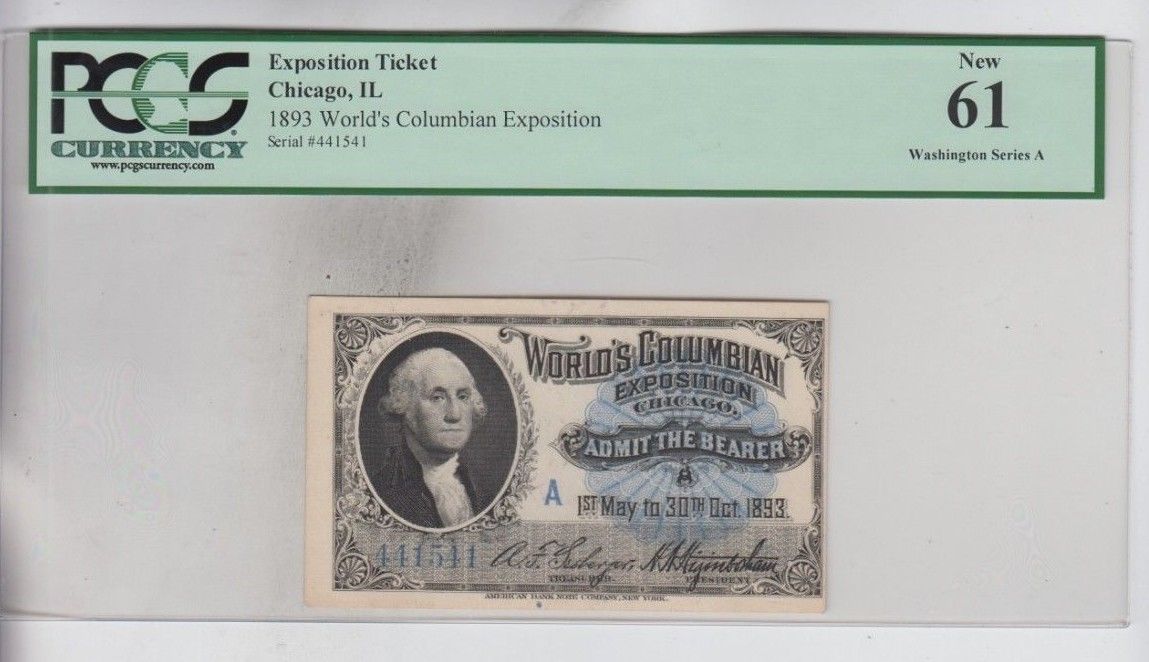 PCGS
CURRENCY
www.pcgscurrency.com
Exposition Ticket
Chicago, IL
1893 World's Columbian Exposition
Serial #441541
New
61
Washington Series A
WORLD'S COLUMBIAN
EXPOSITION
CHICAGO.
ADMIT THE BEARER
A
1ST May to 30TH Oct. 1893.
441541
TREASURER.
PRESIDENT
AMERICAN BANK NOTE COMPANY, NEW YORK.